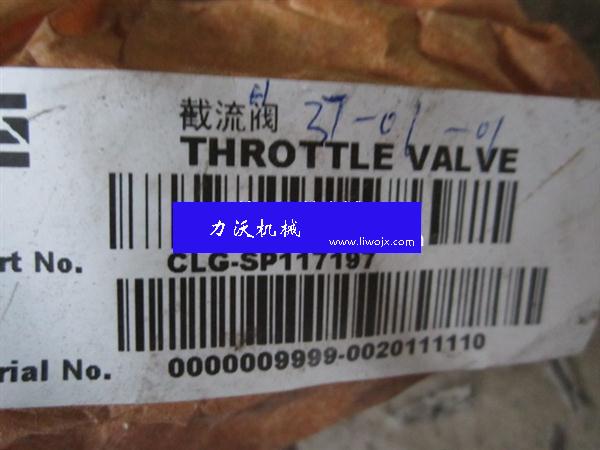 截流阀 37-01-01
THROTTLE VALVE
力沃机械
www.liwojx.com
rt No. CLG-SP117197
rial No. 0000009999-0020111110